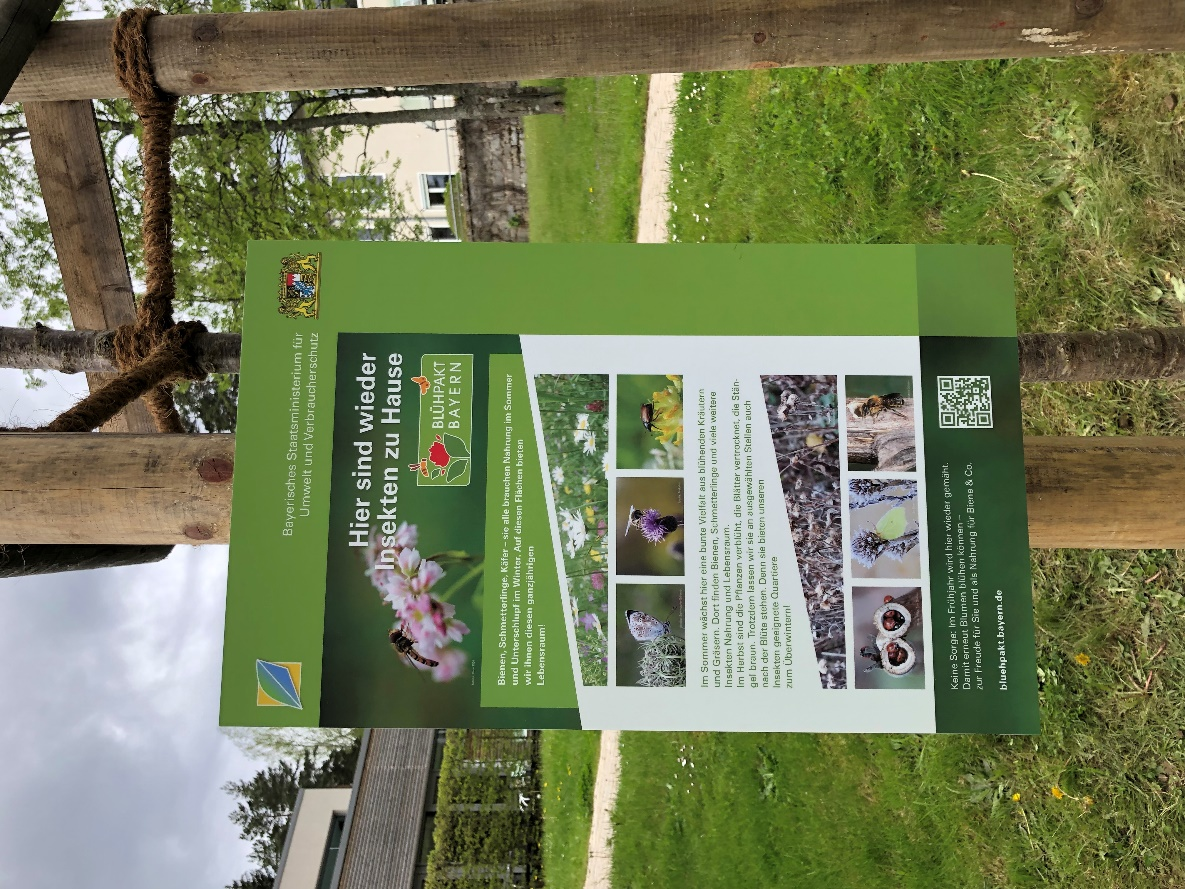 Bayerisches Staatsministerium für
Umwelt und Verbraucherschutz
Hier sind wieder
Insekten zu Hause
BLÜHPAKT
BAYERN
Bienen, Schmetterlinge, Käfer – sie alle brauchen Nahrung im Sommer
und Unterschlupf im Winter. Auf diesen Flächen bieten
wir ihnen diesen ganzjährigen
Lebensraum!
Im Sommer wächst hier eine bunte Vielfalt aus blühenden Kräutern
und Gräsern. Dort finden Bienen, Schmetterlinge und viele weitere
Insekten Nahrung und Lebensraum.
Im Herbst sind die Pflanzen verblüht, die Blätter vertrocknet, die Stän-
gel braun. Trotzdem lassen wir sie an ausgewählten Stellen auch
nach der Blüte stehen. Denn sie bieten unseren
Insekten geeignete Quartiere
zum Überwintern!
Keine Sorge: Im Frühjahr wird hier wieder gemäht.
Damit erneut Blumen blühen können –
zur Freude für Sie und als Nahrung für Biene & Co.
bluehpakt.bayern.de